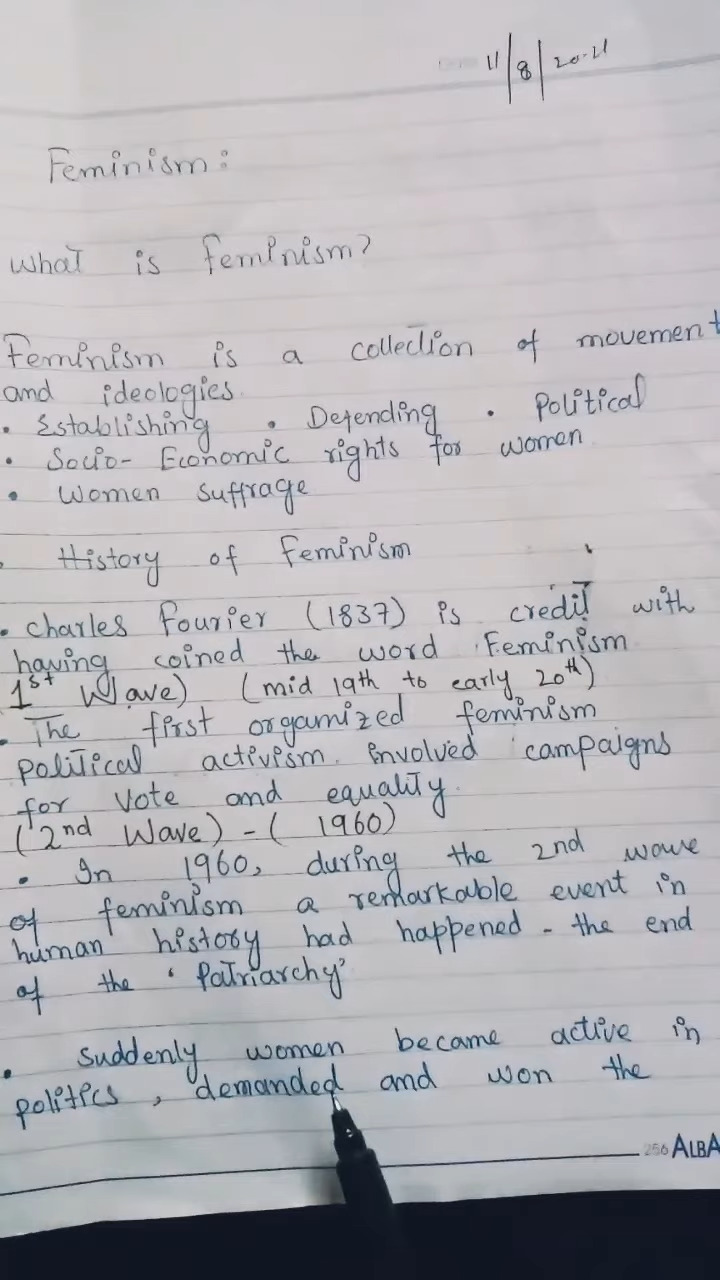 11/8/2021
Feminism:
What is feminism?
Feminism is a collection of movement
and ideologies.
• Establishing • Defending • Political
• Socio-Economic rights for women
• Women suffrage
History of Feminism
• Charles Fourier (1837) is credit with
having coined the word Feminism
1st Wave) (mid 19th to early 20th)
• The first organized feminism
political activism involved campaigns
for vote and equality.
(2nd Wave) - ( 1960)
• In 1960, during the 2nd wave
of feminism a remarkable event in
human history had happened - the end
of the 'Patriarchy'
• Suddenly women became active in
politics, demanded and won the
256 ALBA